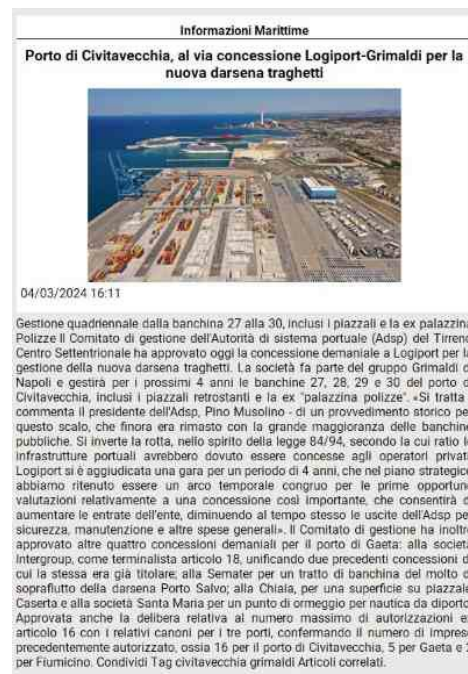 Informazioni Marittime
Porto di Civitavecchia, al via concessione Logiport-Grimaldi per la
nuova darsena traghetti
04/03/2024 16:11
Gestione quadriennale dalla banchina 27 alla 30, inclusi i piazzali e la ex palazzina
Polizze Il Comitato di gestione dell'Autorità di sistema portuale (Adsp) del Tirreno
Centro Settentrionale ha approvato oggi la concessione demaniale a Logiport per la
gestione della nuova darsena traghetti. La società fa parte del gruppo Grimaldi di
Napoli e gestirà per i prossimi 4 anni le banchine 27, 28, 29 e 30 del porto di
Civitavecchia, inclusi i piazzali retrostanti e la ex "palazzina polizze". «Si tratta -
commenta il presidente dell'Adsp, Pino Musolino - di un provvedimento storico per
questo scalo, che finora era rimasto con la grande maggioranza delle banchine
pubbliche. Si inverte la rotta, nello spirito della legge 84/94, secondo la cui ratio le
infrastrutture portuali avrebbero dovuto essere concesse agli operatori privati.
Logiport si è aggiudicata una gara per un periodo di 4 anni, che nel piano strategico
abbiamo ritenuto essere un arco temporale congruo per le prime opportune
valutazioni relativamente a una concessione così importante, che consentirà di
aumentare le entrate dell'ente, diminuendo al tempo stesso le uscite dell'Adsp per
sicurezza, manutenzione e altre spese generali». Il Comitato di gestione ha inoltre
approvato altre quattro concessioni demaniali per il porto di Gaeta: alla società
Intergroup, come terminalista articolo 18, unificando due precedenti concessioni di
cui la stessa era già titolare; alla Semater per un tratto di banchina del molto di
sopraflutto della darsena Porto Salvo; alla Chiaia, per una superficie su piazzale
Caserta e alla società Santa Maria per un punto di ormeggio per nautica da diporto.
Approvata anche la delibera relativa al numero massimo di autorizzazioni ex
articolo 16 con i relativi canoni per i tre porti, confermando il numero di imprese
precedentemente autorizzato, ossia 16 per il porto di Civitavecchia, 5 per Gaeta e
per Fiumicino. Condividi Tag civitavecchia grimaldi Articoli correlati.